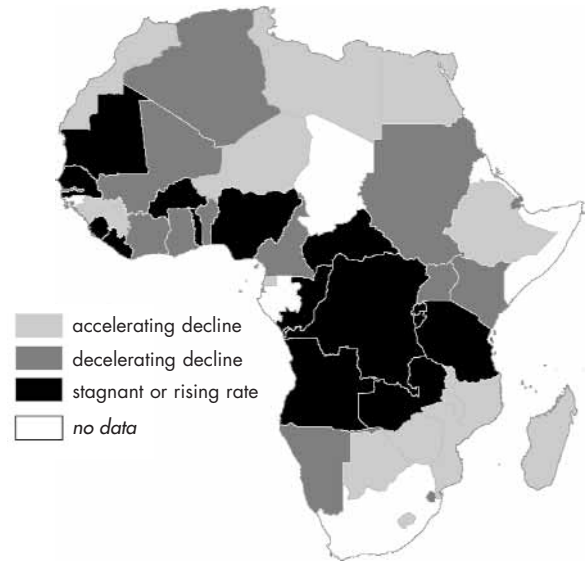 accelerating decline
decelerating decline
stagnant or rising rate
no data